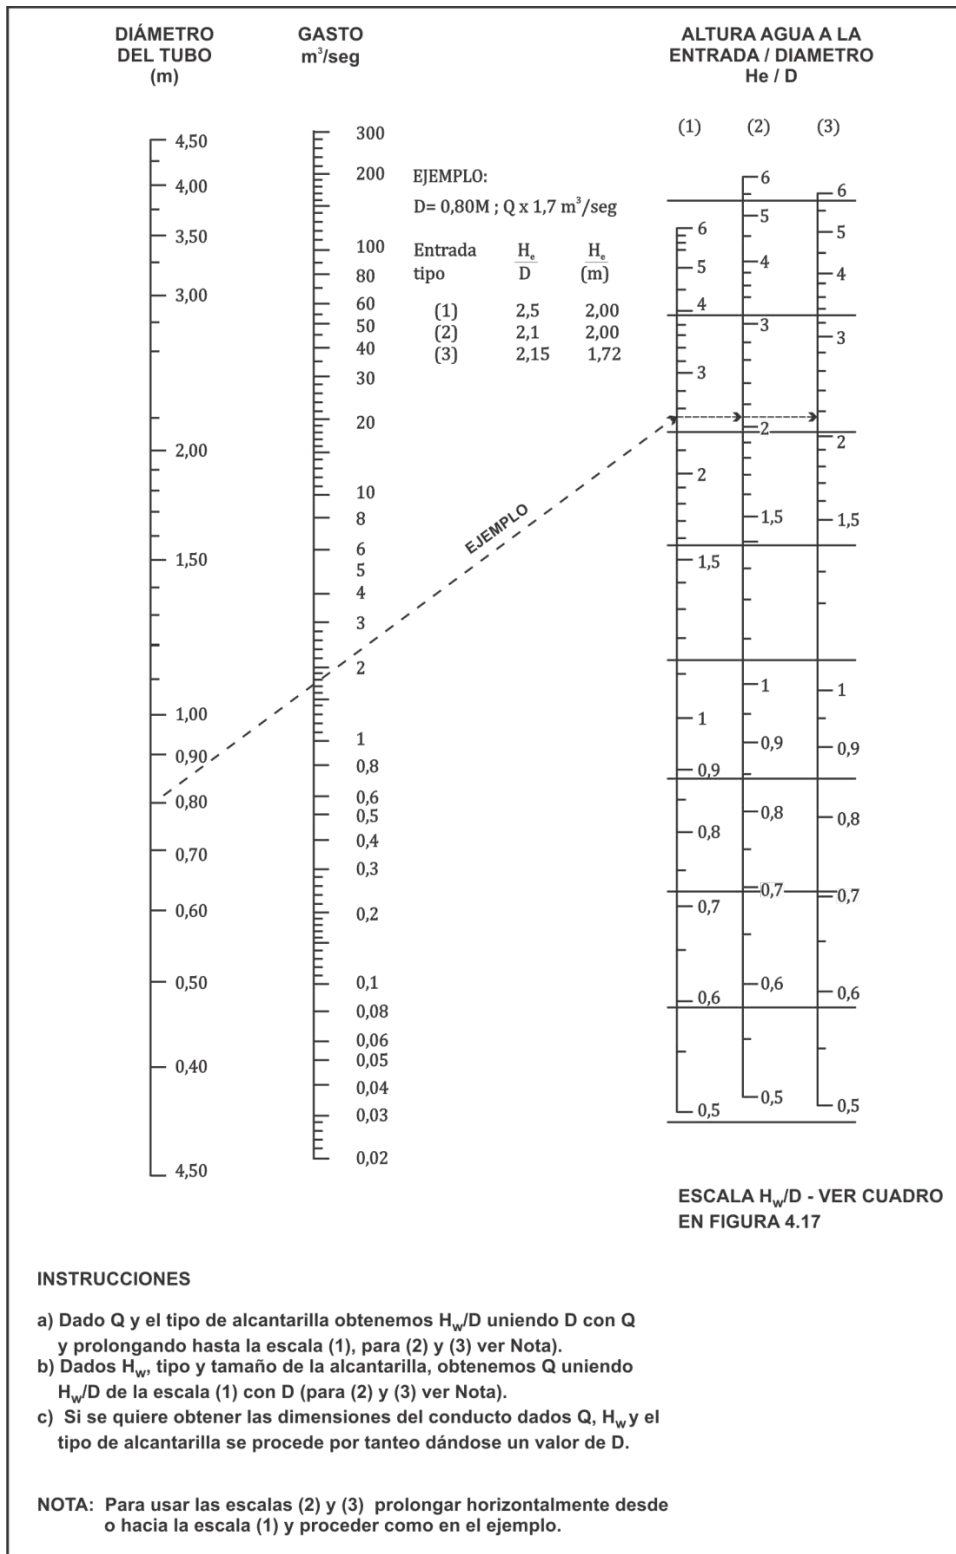 DIÁMETRO
DEL TUBO
(m)
GASTO
m³/seg
ALTURA AGUA A LA
ENTRADA / DIAMETRO
He / D
(1) (2) (3)
4,50
4,00
3,50
3,00
2,00
1,50
1,00
0,90
0,80
0,70
0,60
0,50
0,40
4,50
300
200
100
80
60
50
40
30
20
10
8
6
5
4
3
2
1
0,8
0,6
0,5
0,4
0,3
0,2
0,1
0,08
0,06
0,05
0,04
0,03
0,02
EJEMPLO:
D= 0,80M ; Q x 1,7 m³/seg
Entrada Hₑ Hₑ
tipo D (m)
(1) 2,5 2,00
(2) 2,1 2,00
(3) 2,15 1,72
EJEMPLO
6
5
4
3
2
1,5
1
0,9
0,8
0,7
0,6
0,5
6
5
4
3
2
1,5
1
0,9
0,8
0,7
0,6
0,5
6
5
4
3
2
1,5
1
0,9
0,8
0,7
0,6
0,5
ESCALA Hw/D - VER CUADRO
EN FIGURA 4.17
INSTRUCCIONES
a) Dado Q y el tipo de alcantarilla obtenemos Hw/D uniendo D con Q
y prolongando hasta la escala (1), para (2) y (3) ver Nota).
b) Dados Hw, tipo y tamaño de la alcantarilla, obtenemos Q uniendo
Hw/D de la escala (1) con D (para (2) y (3) ver Nota).
c) Si se quiere obtener las dimensiones del conducto dados Q, Hw y el
tipo de alcantarilla se procede por tanteo dándose un valor de D.
NOTA: Para usar las escalas (2) y (3) prolongar horizontalmente desde
o hacia la escala (1) y proceder como en el ejemplo.